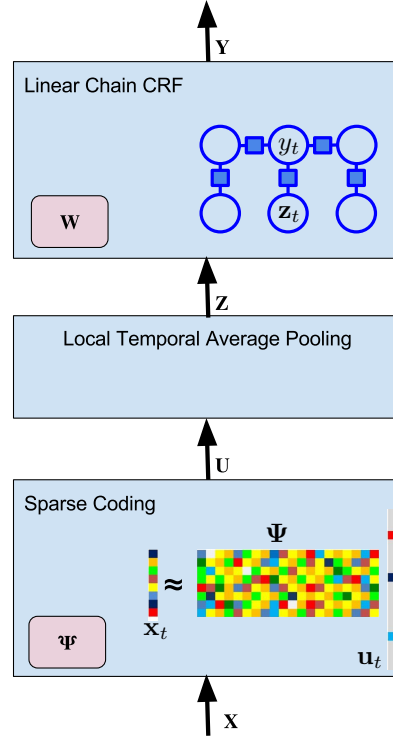 Y
Linear Chain CRF
y_t
W
z_t
Z
Local Temporal Average Pooling
U
Sparse Coding
Ψ
≈
x_t
Ψ
u_t
X